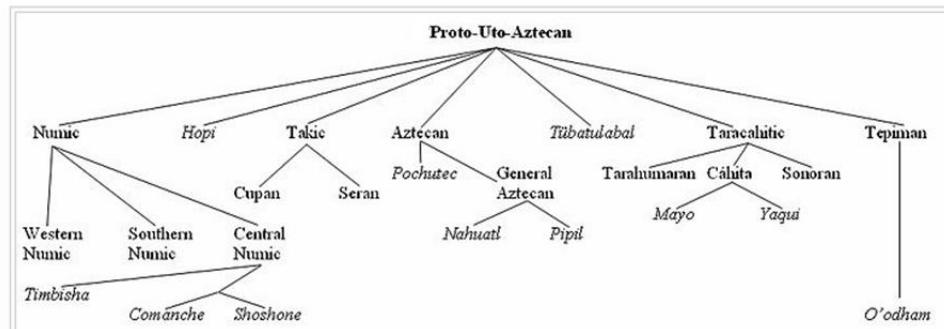 Proto-Uto-Aztecan
Numic Hopi Takic Aztecan Tübatulabal Taracahitic Tepiman
Pochutec General Tarahumaran Cáhita Sonoran
Cupan Seran Aztecan
Mayo Yaqui
Western Southern Central Nahuatl Pipil
Numic Numic Numic
Timbisha
Comanche Shoshone O'odham